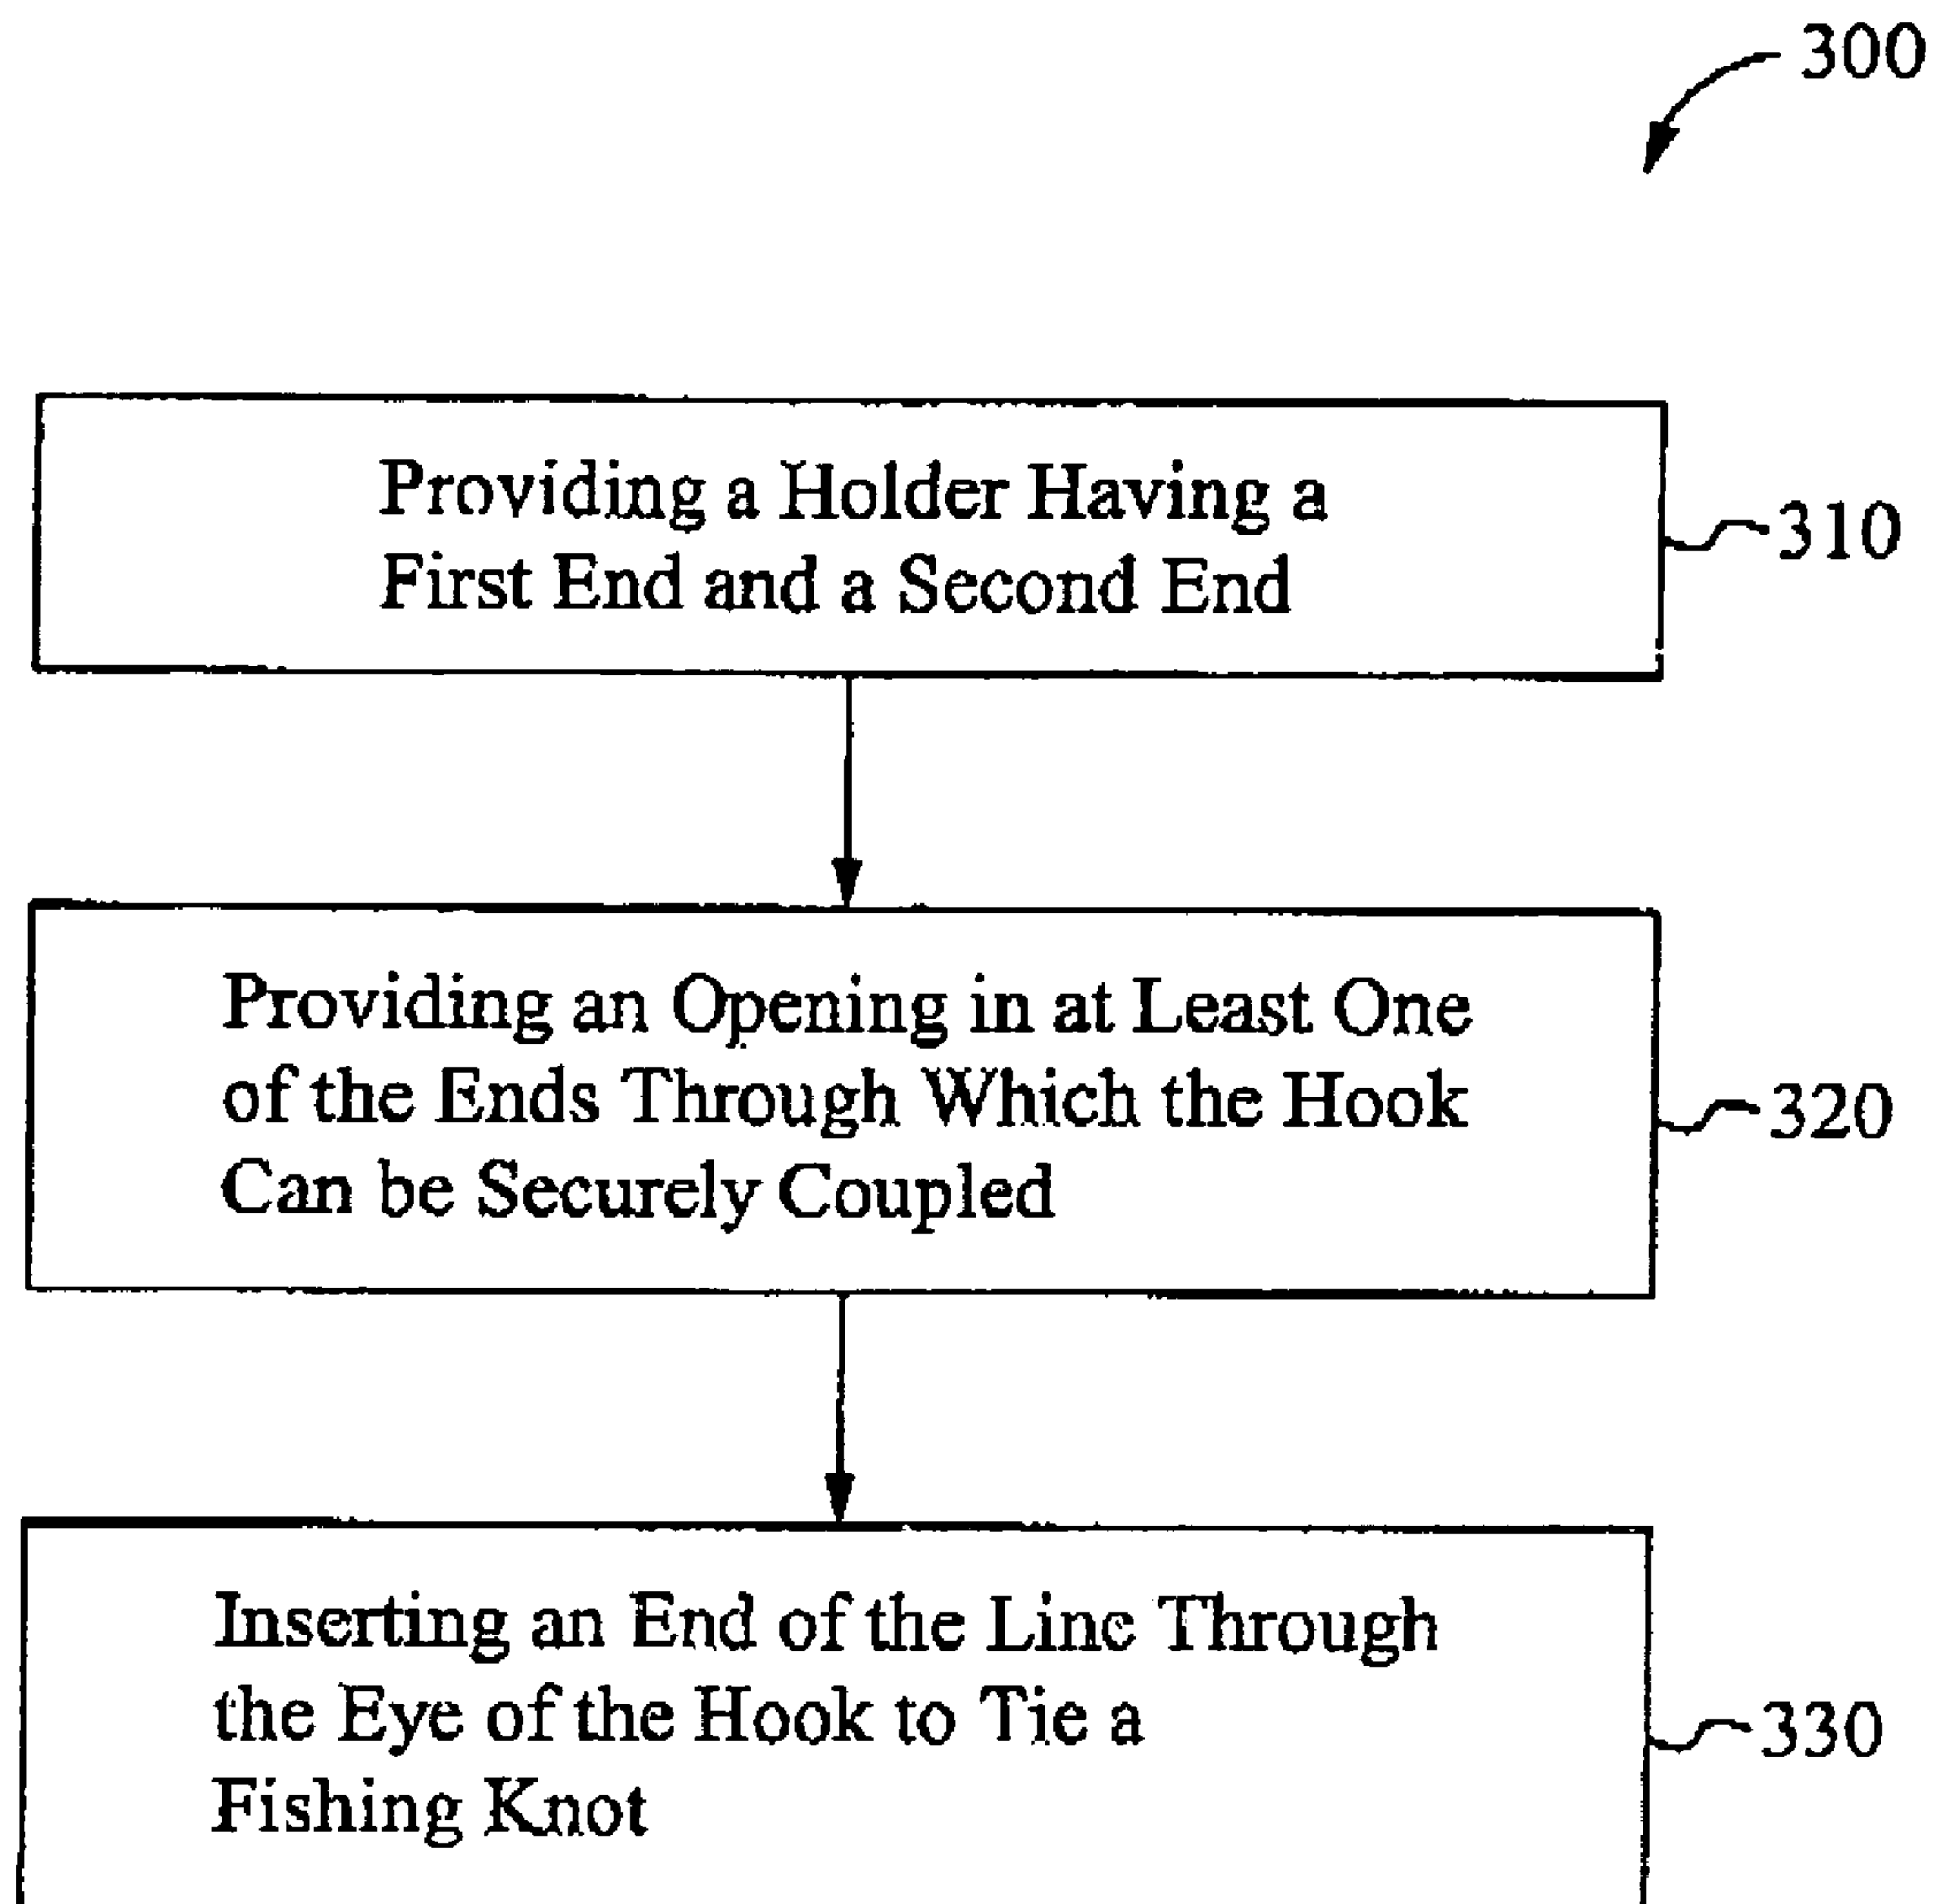 300
Providing a Holder Having a
First End and a Second End
310
Providing an Opening in at Least One
of the Ends Through Which the Hook
Can be Securely Coupled
320
Inserting an End of the Line Through
the Eye of the Hook to Tie a
Fishing Knot
330